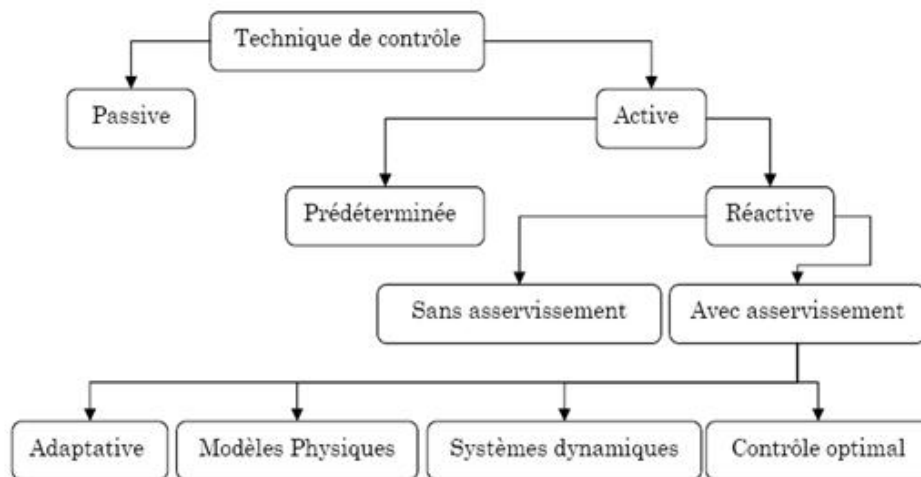 Technique de contrôle
Passive
Active
Prédéterminée
Réactive
Sans asservissement
Avec asservissement
Adaptative
Modèles Physiques
Systèmes dynamiques
Contrôle optimal